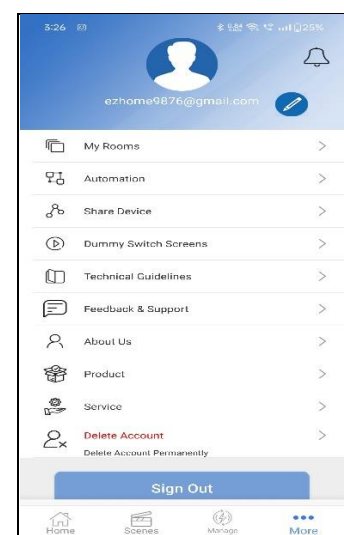 3:26 25%
ezhome9876@gmail.com
My Rooms
Automation
Share Device
Dummy Switch Screens
Technical Guidelines
Feedback & Support
About Us
Product
Service
Delete Account
Delete Account Permanently
Sign Out
Home Scenes Manage More